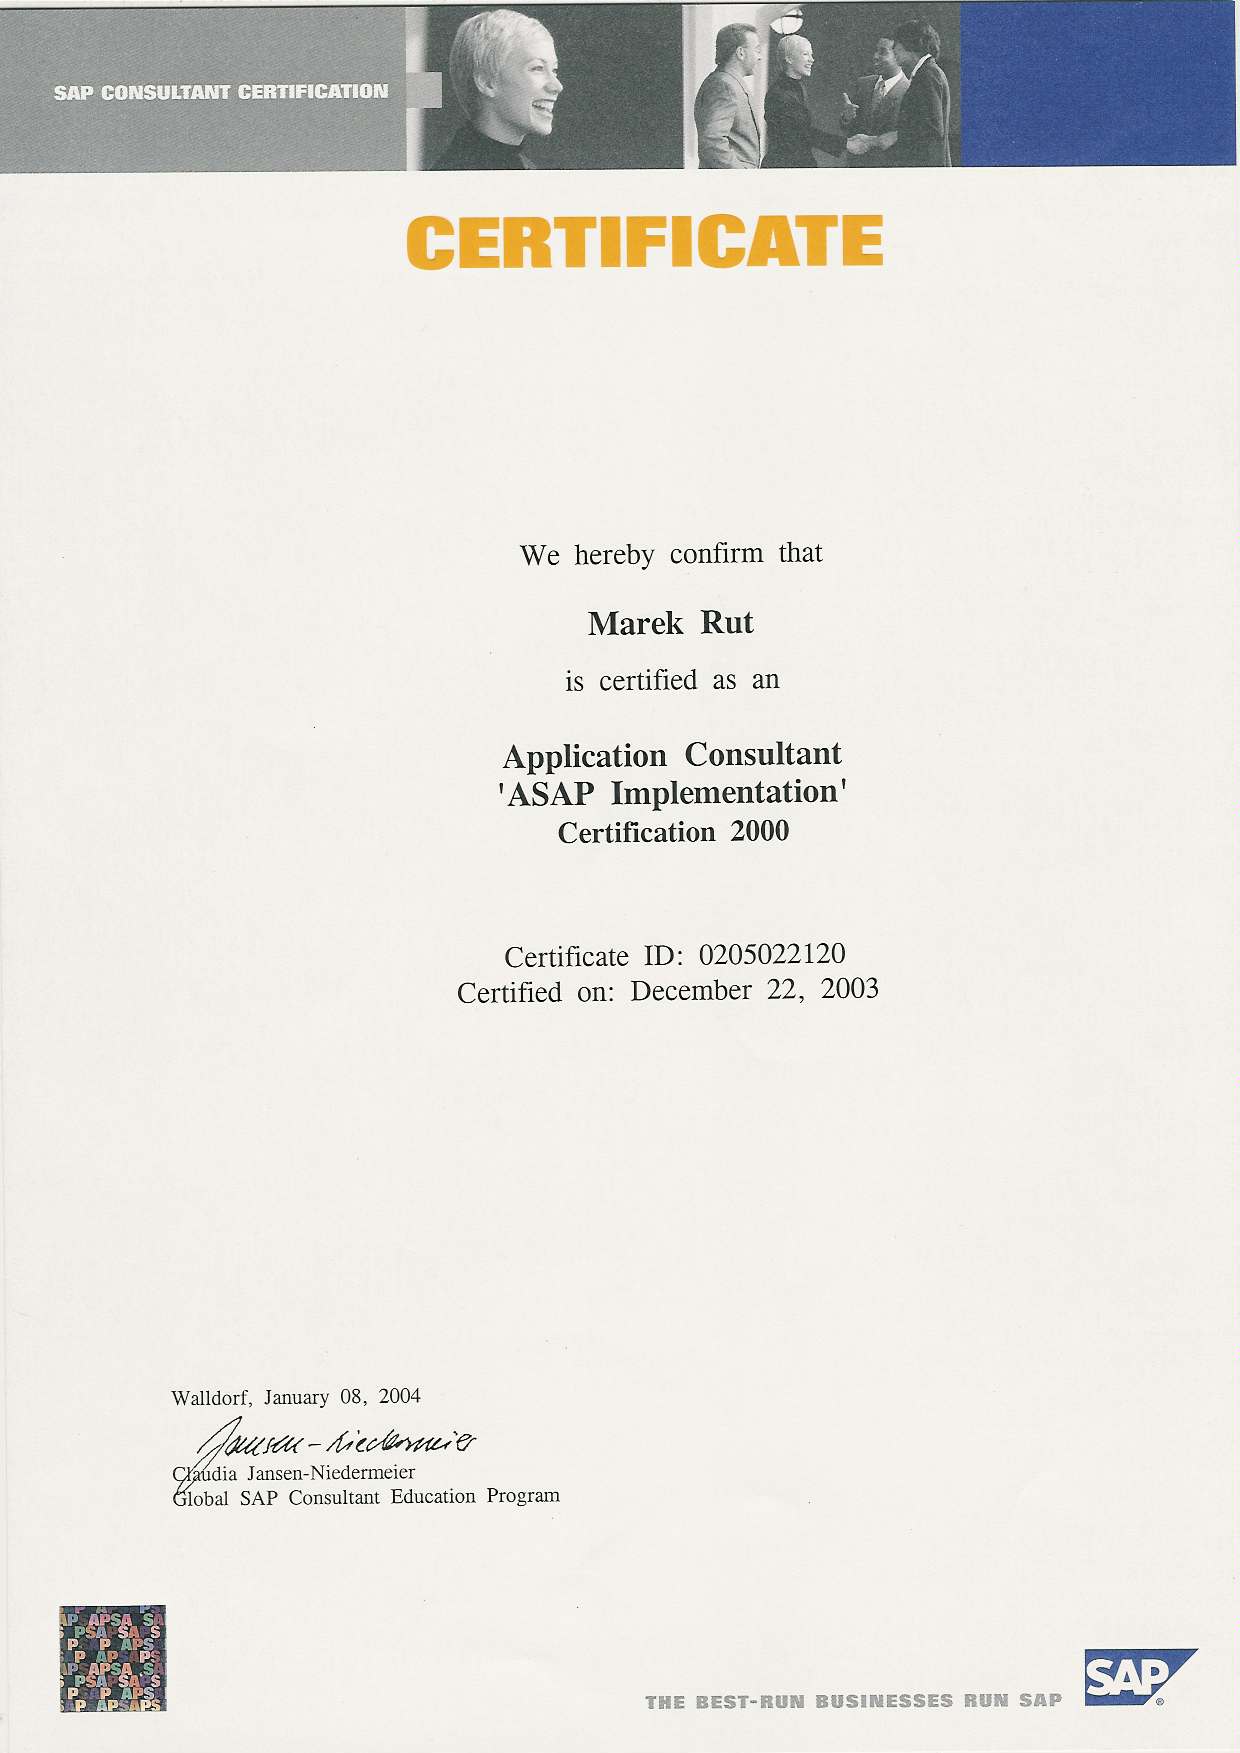 SAP CONSULTANT CERTIFICATION
CERTIFICATE
We hereby confirm that
Marek Rut
is certified as an
Application Consultant
'ASAP Implementation'
Certification 2000
Certificate ID: 0205022120
Certified on: December 22, 2003
Walldorf, January 08, 2004
Jansen-Niedermeier
Claudia Jansen-Niedermeier
Global SAP Consultant Education Program
THE BEST-RUN BUSINESSES RUN SAP
SAP®